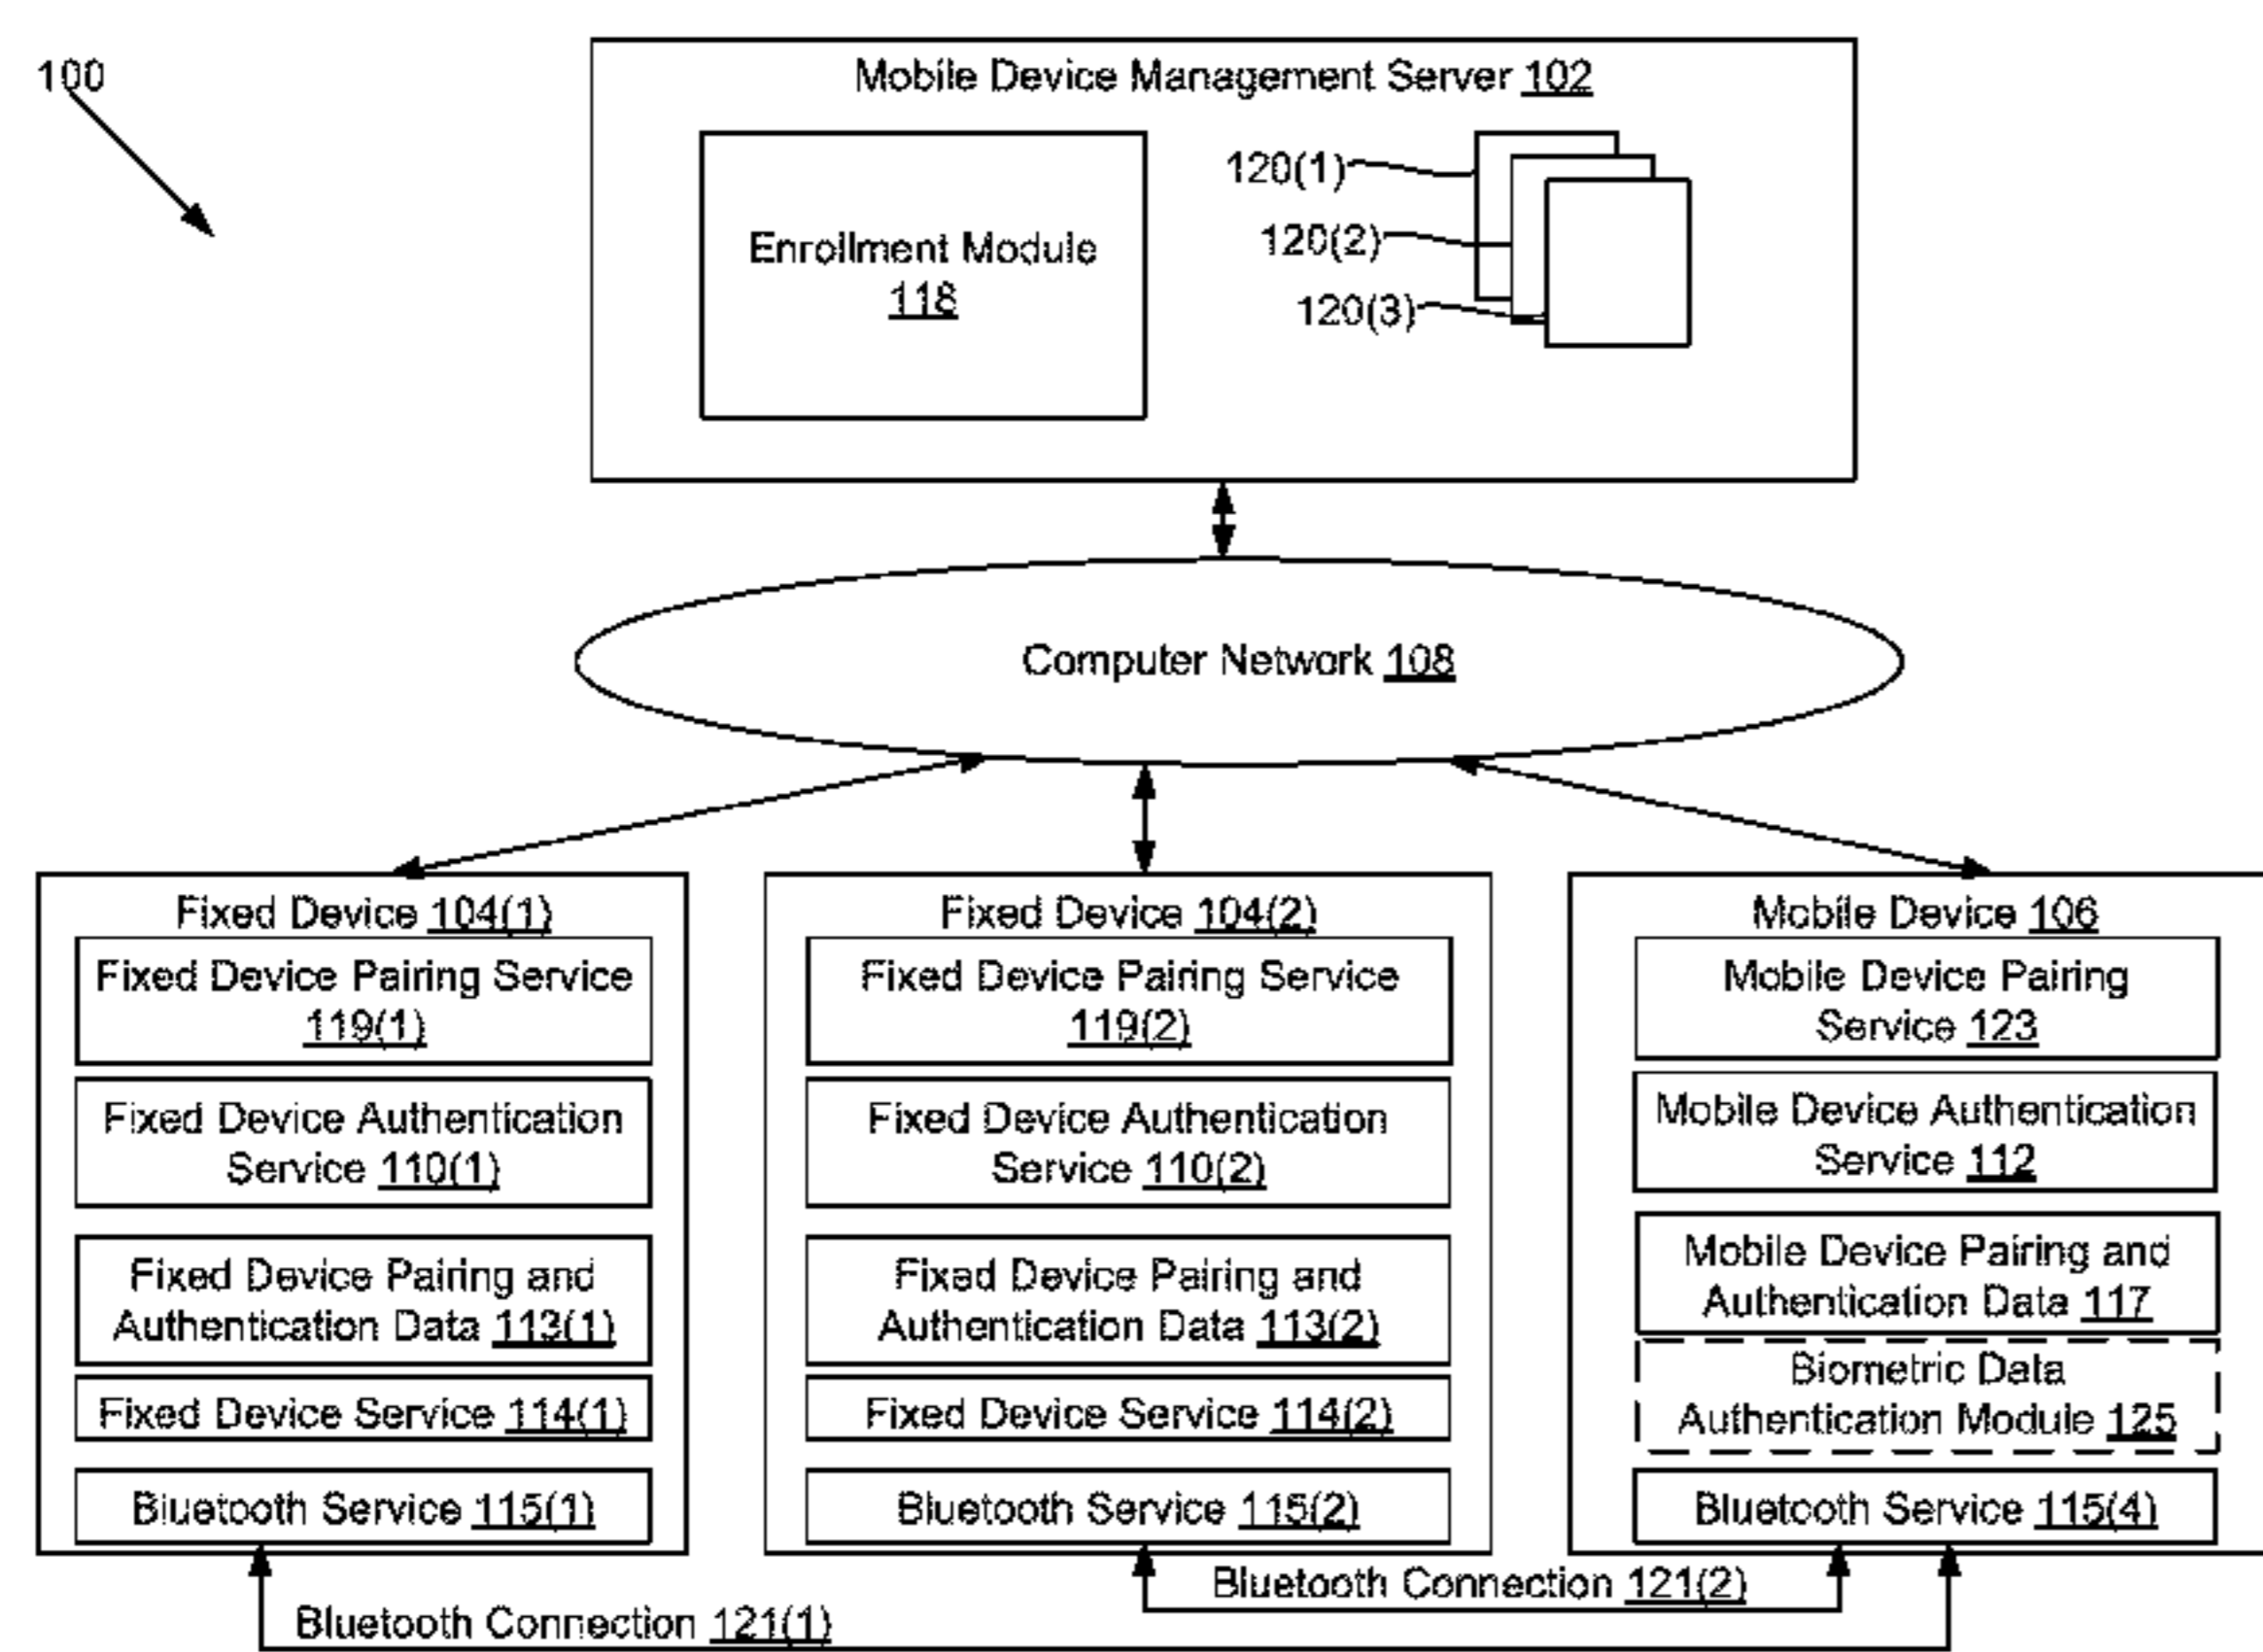 100
Mobile Device Management Server 102
Enrollment Module
118
120(1)
120(2)
120(3)
Computer Network 108
Fixed Device 104(1)
Fixed Device Pairing Service
119(1)
Fixed Device Authentication
Service 110(1)
Fixed Device Pairing and
Authentication Data 113(1)
Fixed Device Service 114(1)
Bluetooth Service 115(1)
Fixed Device 104(2)
Fixed Device Pairing Service
119(2)
Fixed Device Authentication
Service 110(2)
Fixed Device Pairing and
Authentication Data 113(2)
Fixed Device Service 114(2)
Bluetooth Service 115(2)
Mobile Device 106
Mobile Device Pairing
Service 123
Mobile Device Authentication
Service 112
Mobile Device Pairing and
Authentication Data 117
Biometric Data
Authentication Module 125
Bluetooth Service 115(4)
Bluetooth Connection 121(2)
Bluetooth Connection 121(1)